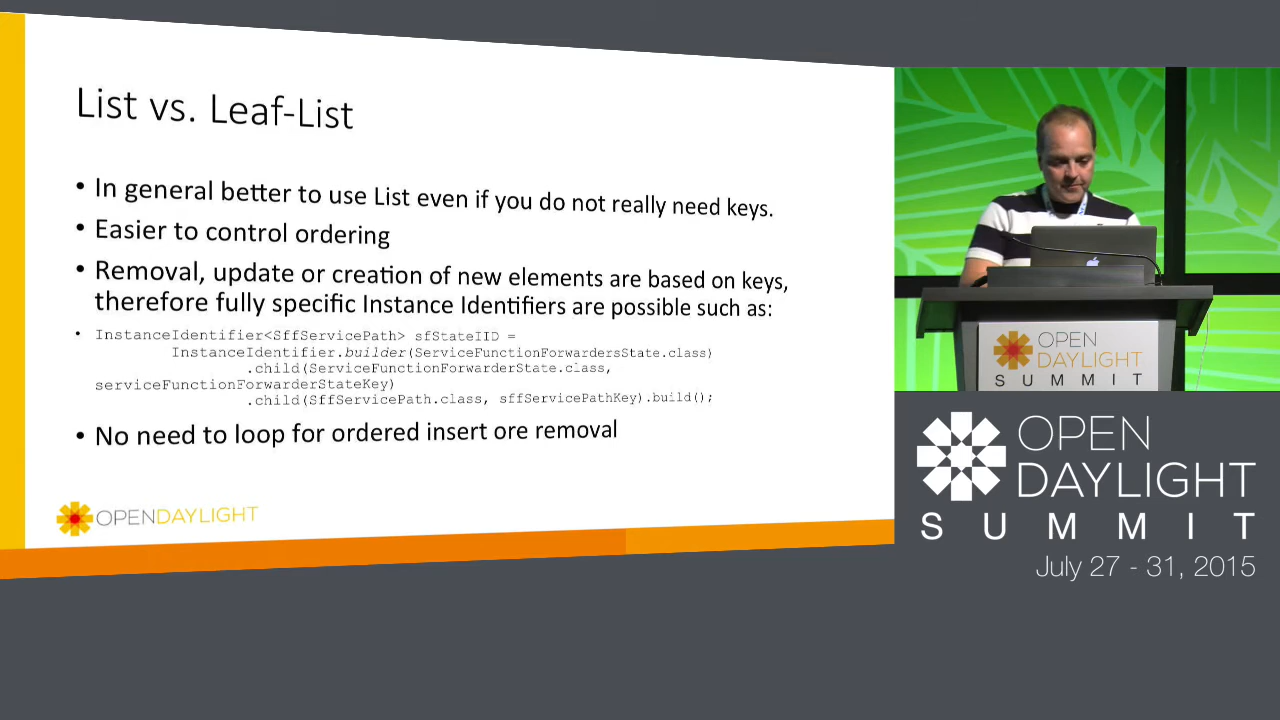 List vs. Leaf-List
• In general better to use List even if you do not really need keys.
• Easier to control ordering
• Removal, update or creation of new elements are based on keys,
therefore fully specific Instance Identifiers are possible such as:
• InstanceIdentifier<SffServicePath> sfStateIID =
InstanceIdentifier.builder(ServiceFunctionForwardersState.class)
.child(ServiceFunctionForwarderState.class,
serviceFunctionForwarderStateKey)
.child(SffServicePath.class, sffServicePathKey).build();
• No need to loop for ordered insert ore removal
OPENDAYLIGHT
OPEN
DAYLIGHT
SUMMIT
OPEN
DAYLIGHT
SUMMIT
July 27 - 31, 2015